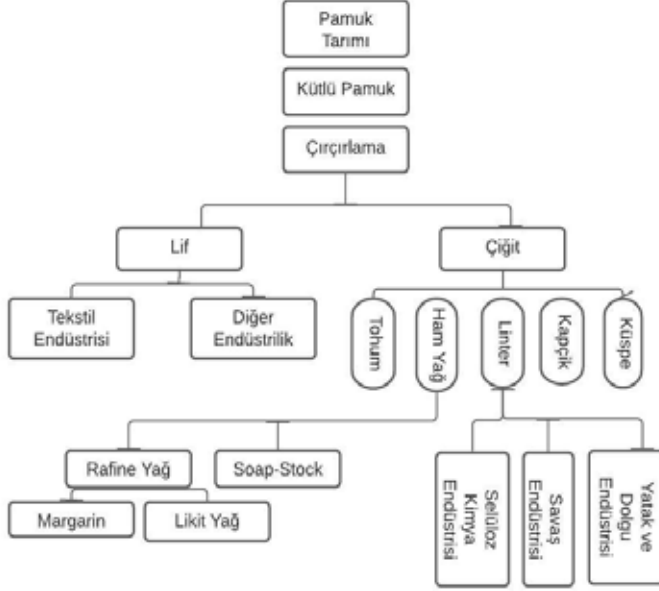 Pamuk
Tarımı
Kütlü Pamuk
Çırçırlama
Lif
Çiğit
Tekstil
Endüstrisi
Diğer
Endüstrilik
Tohum
Ham Yağ
Linter
Kapçik
Küspe
Rafine Yağ
Soap-Stock
Margarin
Likit Yağ
Selüloz
Kimya
Endüstrisi
Savaş
Endüstrisi
Yatak ve
Dolgu
Endüstrisi